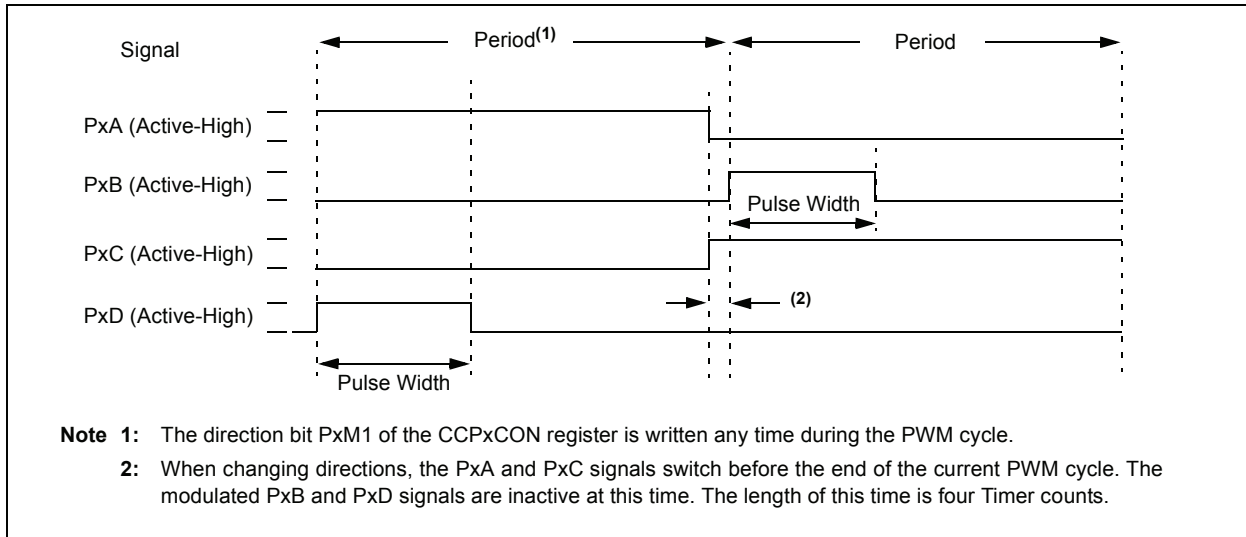 Signal
Period(1)
Period
PxA (Active-High)
PxB (Active-High)
Pulse Width
PxC (Active-High)
(2)
PxD (Active-High)
Pulse Width
Note 1: The direction bit PxM1 of the CCPxCON register is written any time during the PWM cycle.
2: When changing directions, the PxA and PxC signals switch before the end of the current PWM cycle. The
modulated PxB and PxD signals are inactive at this time. The length of this time is four Timer counts.